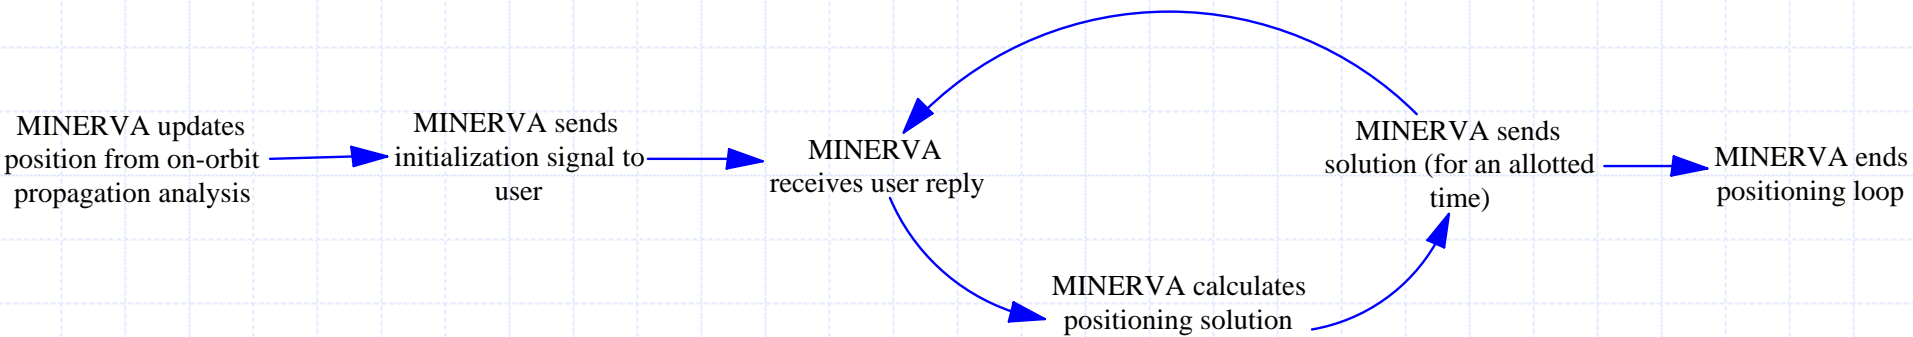 MINERVA updates
position from on-orbit
propagation analysis
MINERVA sends
initialization signal to
user
MINERVA
receives user reply
MINERVA calculates
positioning solution
MINERVA sends
solution (for an allotted
time)
MINERVA ends
positioning loop